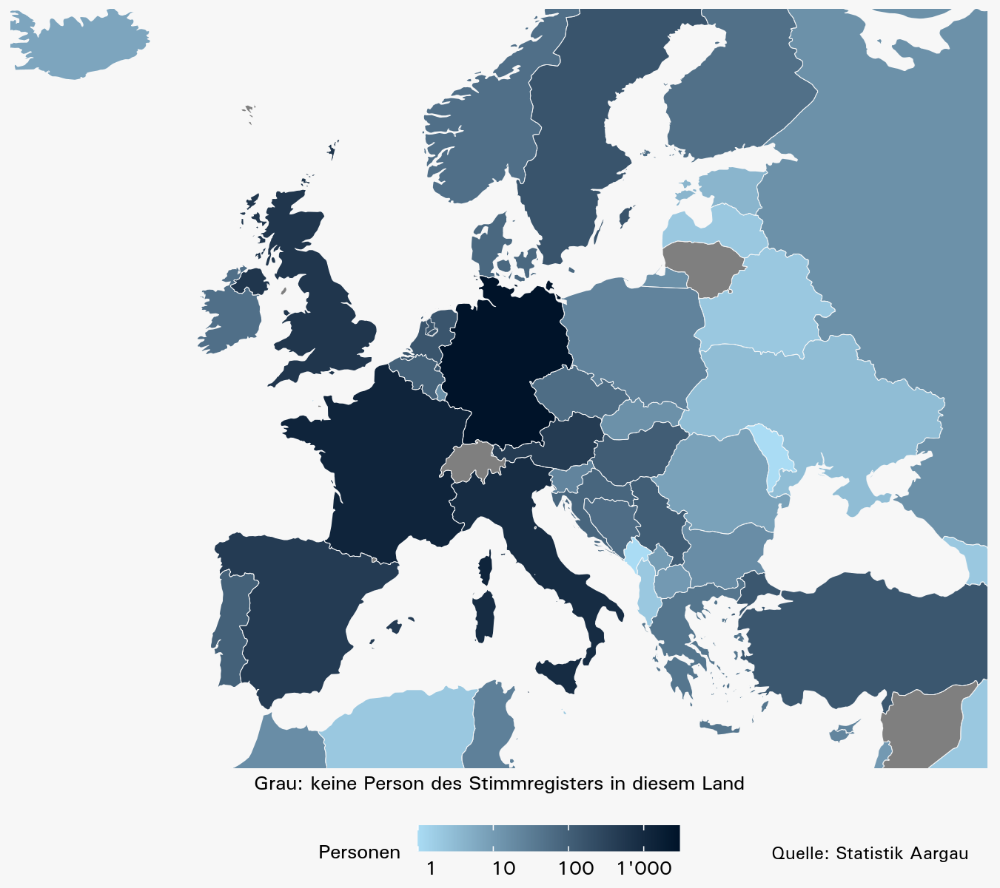 Grau: keine Person des Stimmregisters in diesem Land
Personen
1 10 100 1'000
Quelle: Statistik Aargau